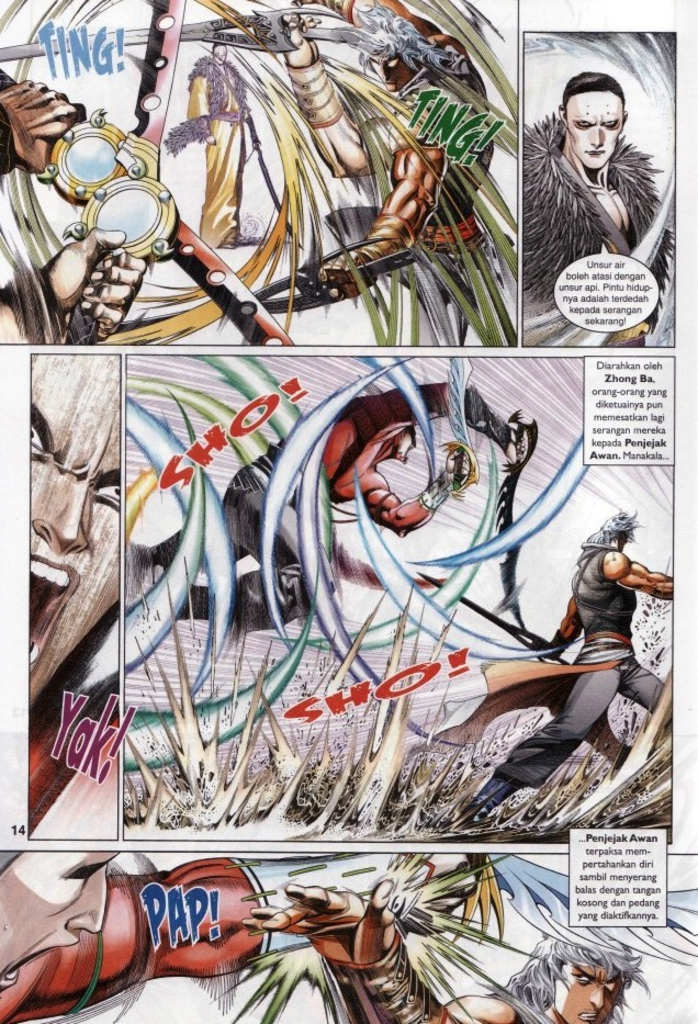 TING!
TING!
Unsur air
boleh atasi dengan
unsur api. Pintu hidup-
nya adalah terdedah
kepada serangan
sekarang!
Diarahkan oleh
Zhong Ba,
orang-orang yang
diketuainya pun
memesatkan lagi
serangan mereka
kepada Penjejak
Awan. Manakala...
SHO!
Yak!
SHO!
14
...Penjejak Awan
terpaksa mem-
pertahankan diri
sambil menyerang
balas dengan tangan
kosong dan pedang
yang diaktifkannya.
PAP!